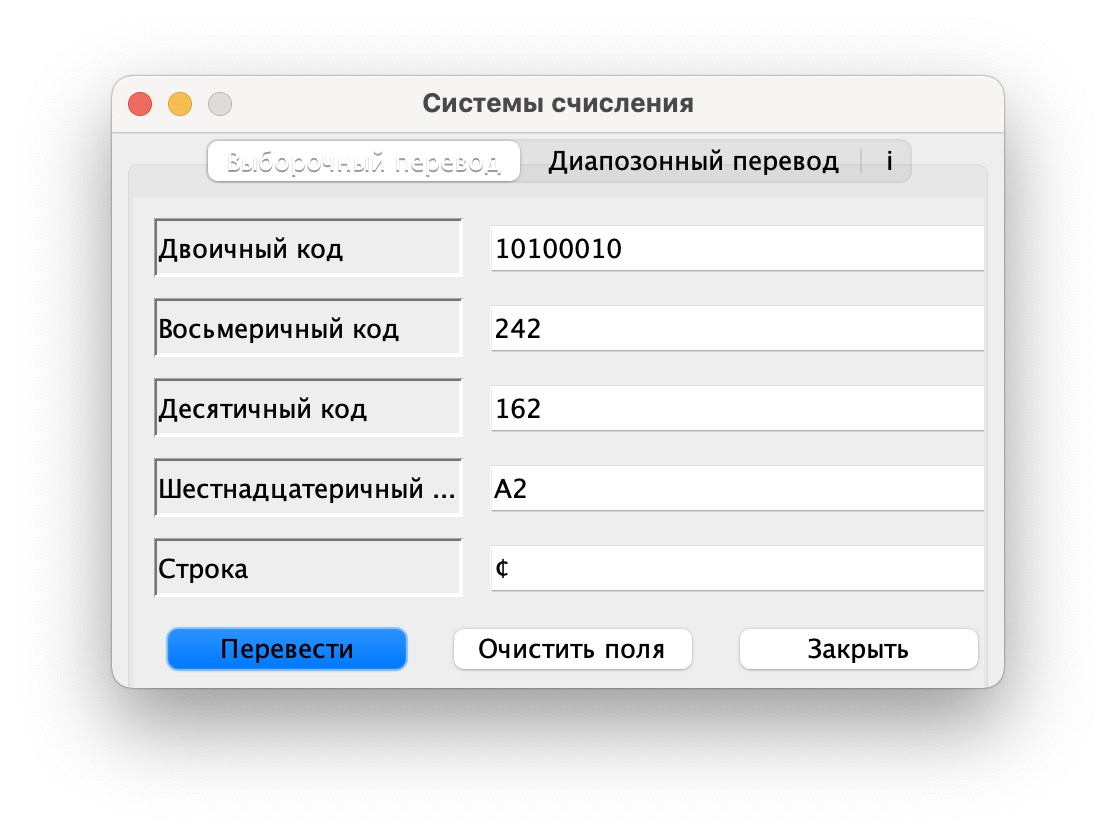 Системы счисления
Выборочный перевод Диапозонный перевод i
Двоичный код 10100010
Восьмеричный код 242
Десятичный код 162
Шестнадцатеричный ... A2
Строка ¢
Перевести Очистить поля Закрыть